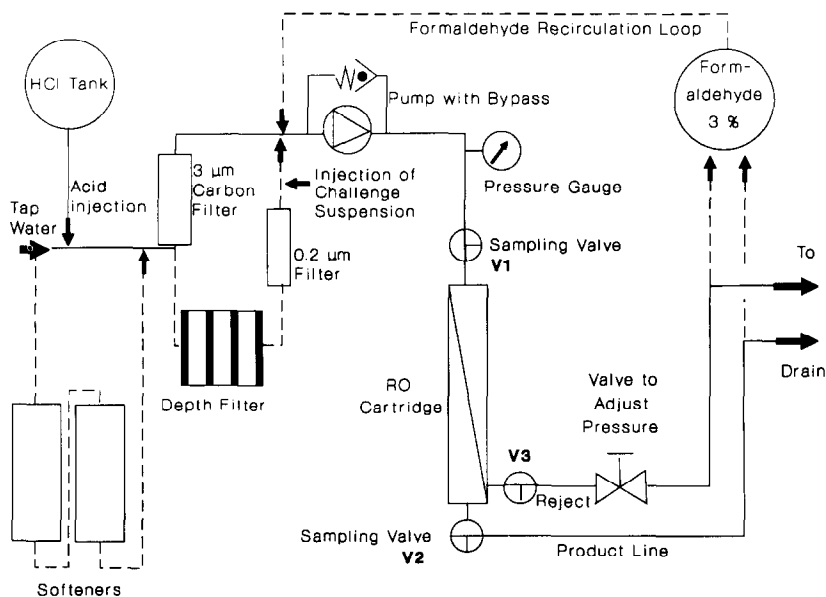 Formaldehyde Recirculation Loop
HCl Tank
Form-
aldehyde
3 %
Pump with Bypass
Acid
injection
3 μm
Carbon
Filter
Injection of
Challenge
Suspension
Pressure Gauge
Tap
Water
0.2 μm
Filter
Sampling Valve
V1
To
Drain
Depth Filter
RO
Cartridge
Valve to
Adjust
Pressure
V3
Reject
Sampling Valve
V2
Product Line
Softeners